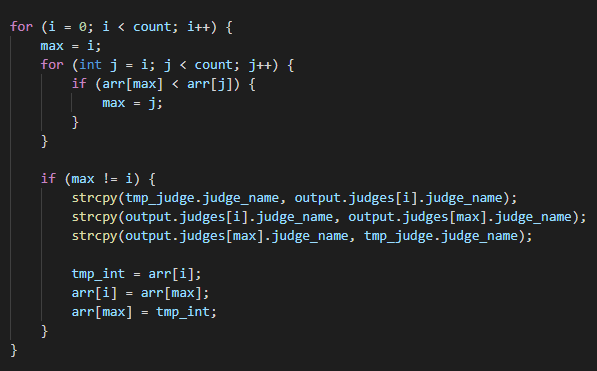 for (i = 0; i < count; i++) {
    max = i;
    for (int j = i; j < count; j++) {
        if (arr[max] < arr[j]) {
            max = j;
        }
    }

    if (max != i) {
        strcpy(tmp_judge.judge_name, output.judges[i].judge_name);
        strcpy(output.judges[i].judge_name, output.judges[max].judge_name);
        strcpy(output.judges[max].judge_name, tmp_judge.judge_name);

        tmp_int = arr[i];
        arr[i] = arr[max];
        arr[max] = tmp_int;
    }
}